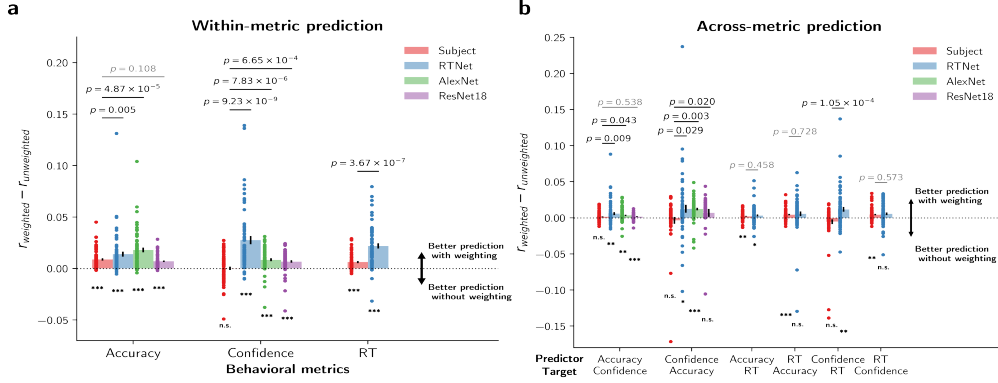 a
Within-metric prediction
Subject
RTNet
AlexNet
ResNet18
p = 0.108
p = 4.87 × 10⁻⁵
p = 0.005
p = 6.65 × 10⁻⁴
p = 7.83 × 10⁻⁶
p = 9.23 × 10⁻⁹
p = 3.67 × 10⁻⁷
r_weighted − r_unweighted
0.20
0.15
0.10
0.05
0.00
−0.05
Better prediction
with weighting
Better prediction
without weighting
*** *** *** ***
n.s. *** *** ***
*** ***
Accuracy Confidence RT
Behavioral metrics
b
Across-metric prediction
Subject
RTNet
AlexNet
ResNet18
p = 0.538
p = 0.043
p = 0.009
p = 0.020
p = 0.003
p = 0.029
p = 0.458
p = 0.728
p = 1.05 × 10⁻⁴
p = 0.573
r_weighted − r_unweighted
0.25
0.20
0.15
0.10
0.05
0.00
−0.05
−0.10
−0.15
Better prediction
with weighting
Better prediction
without weighting
n.s. ** ** ***
n.s. * *** n.s.
** *
*** n.s.
n.s. **
** n.s.
Predictor Accuracy Confidence Accuracy RT Confidence RT
Target Confidence Accuracy RT Accuracy RT Confidence